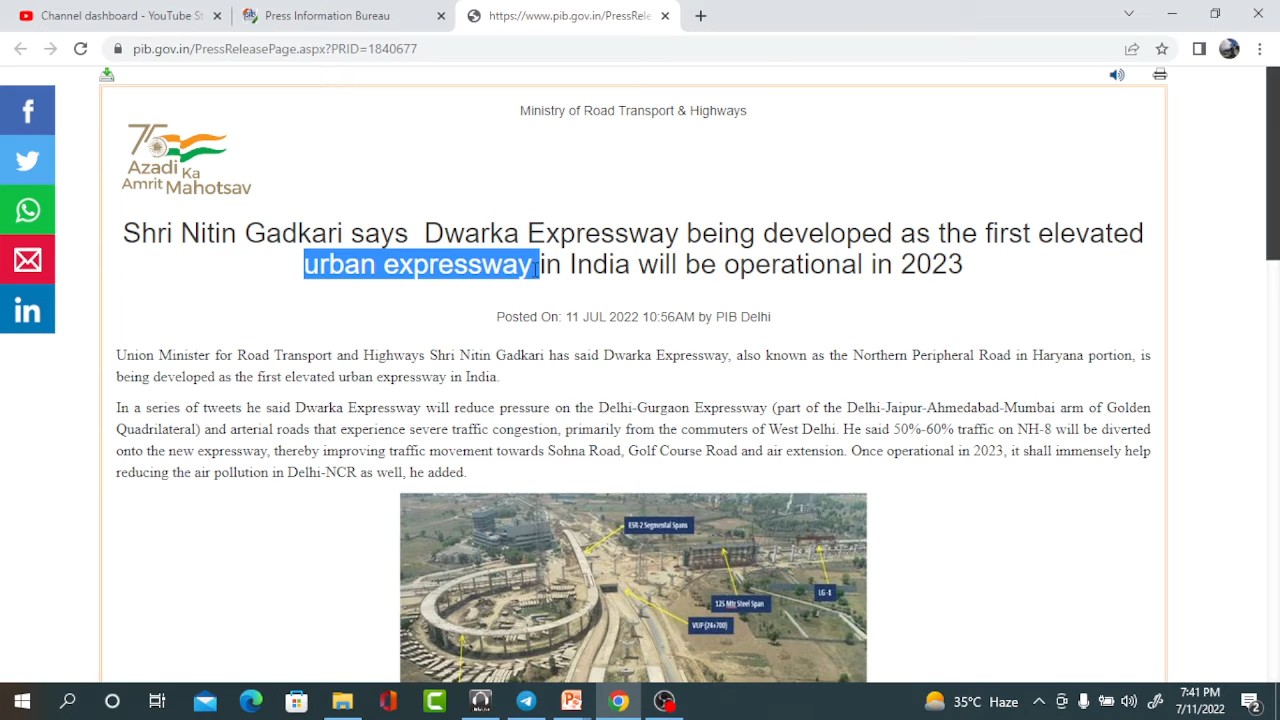 Channel dashboard - YouTube St
Press Information Bureau
https://www.pib.gov.in/PressRele
pib.gov.in/PressReleasePage.aspx?PRID=1840677
Ministry of Road Transport & Highways
75
Azadi Ka
Amrit Mahotsav
Shri Nitin Gadkari says Dwarka Expressway being developed as the first elevated
urban expressway in India will be operational in 2023
Posted On: 11 JUL 2022 10:56AM by PIB Delhi
Union Minister for Road Transport and Highways Shri Nitin Gadkari has said Dwarka Expressway, also known as the Northern Peripheral Road in Haryana portion, is
being developed as the first elevated urban expressway in India.
In a series of tweets he said Dwarka Expressway will reduce pressure on the Delhi-Gurgaon Expressway (part of the Delhi-Jaipur-Ahmedabad-Mumbai arm of Golden
Quadrilateral) and arterial roads that experience severe traffic congestion, primarily from the commuters of West Delhi. He said 50%-60% traffic on NH-8 will be diverted
onto the new expressway, thereby improving traffic movement towards Sohna Road, Golf Course Road and air extension. Once operational in 2023, it shall immensely help
reducing the air pollution in Delhi-NCR as well, he added.
ESR-2 Segmental Spans
125 Mtr Steel Span
LG -8
VUP (24+700)
35°C Haze
7:41 PM
7/11/2022
2